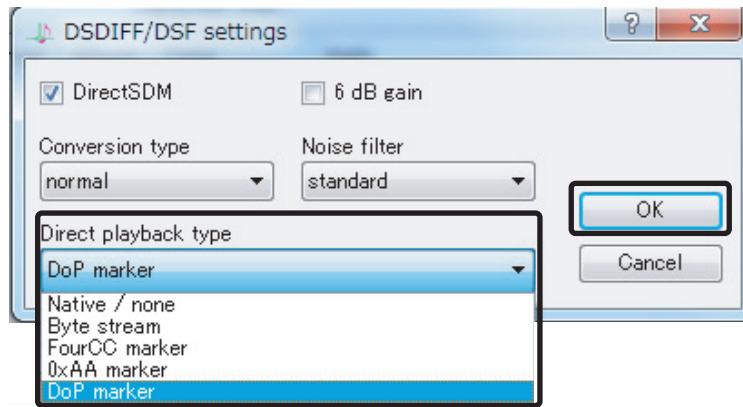 DSDIFF/DSF settings
DirectSDM
6 dB gain
Conversion type
Noise filter
normal
standard
OK
Direct playback type
DoP marker
Cancel
Native / none
Byte stream
FourCC marker
0xAA marker
DoP marker